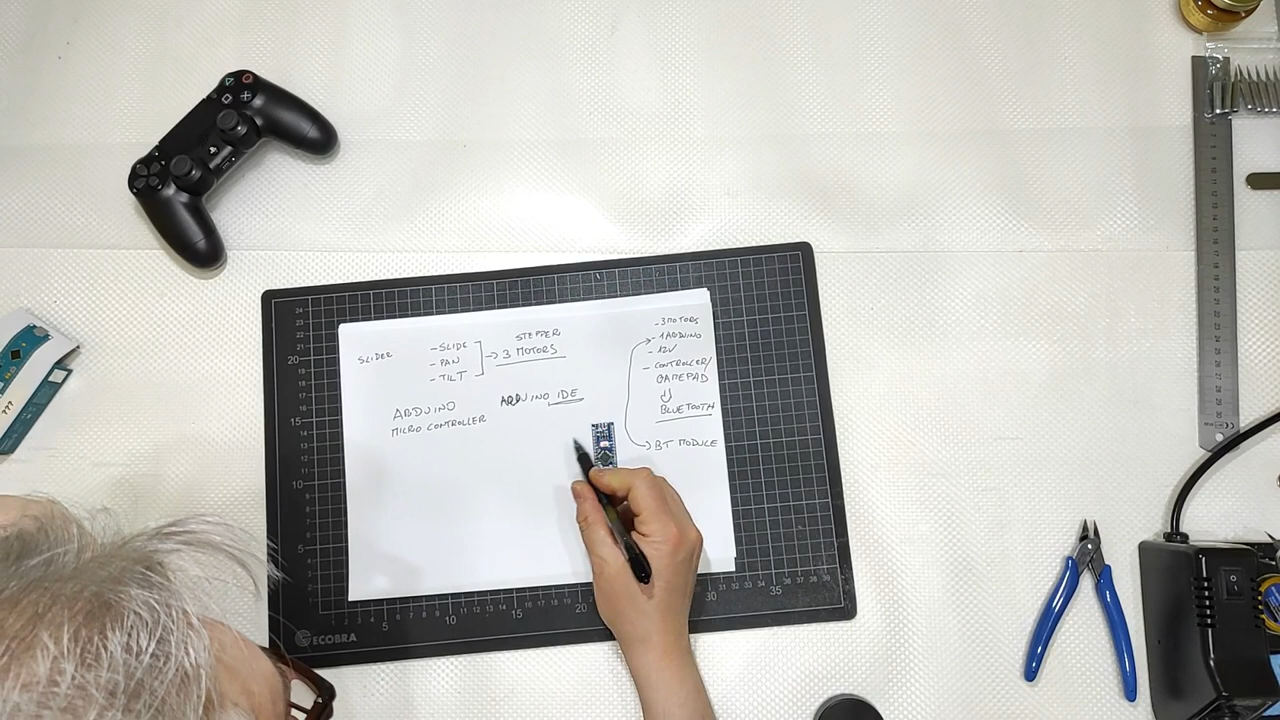 SLIDER
- SLIDE
- PAN
- TILT
STEPPER
→ 3 MOTORS
ARDUINO
MICRO CONTROLLER
ARDUINO IDE
- 3 MOTORS
- 1 ARDUINO
- 12V
- CONTROLLER/
GAMEPAD
BLUETOOTH
BT MODULE
ECOBRA
???